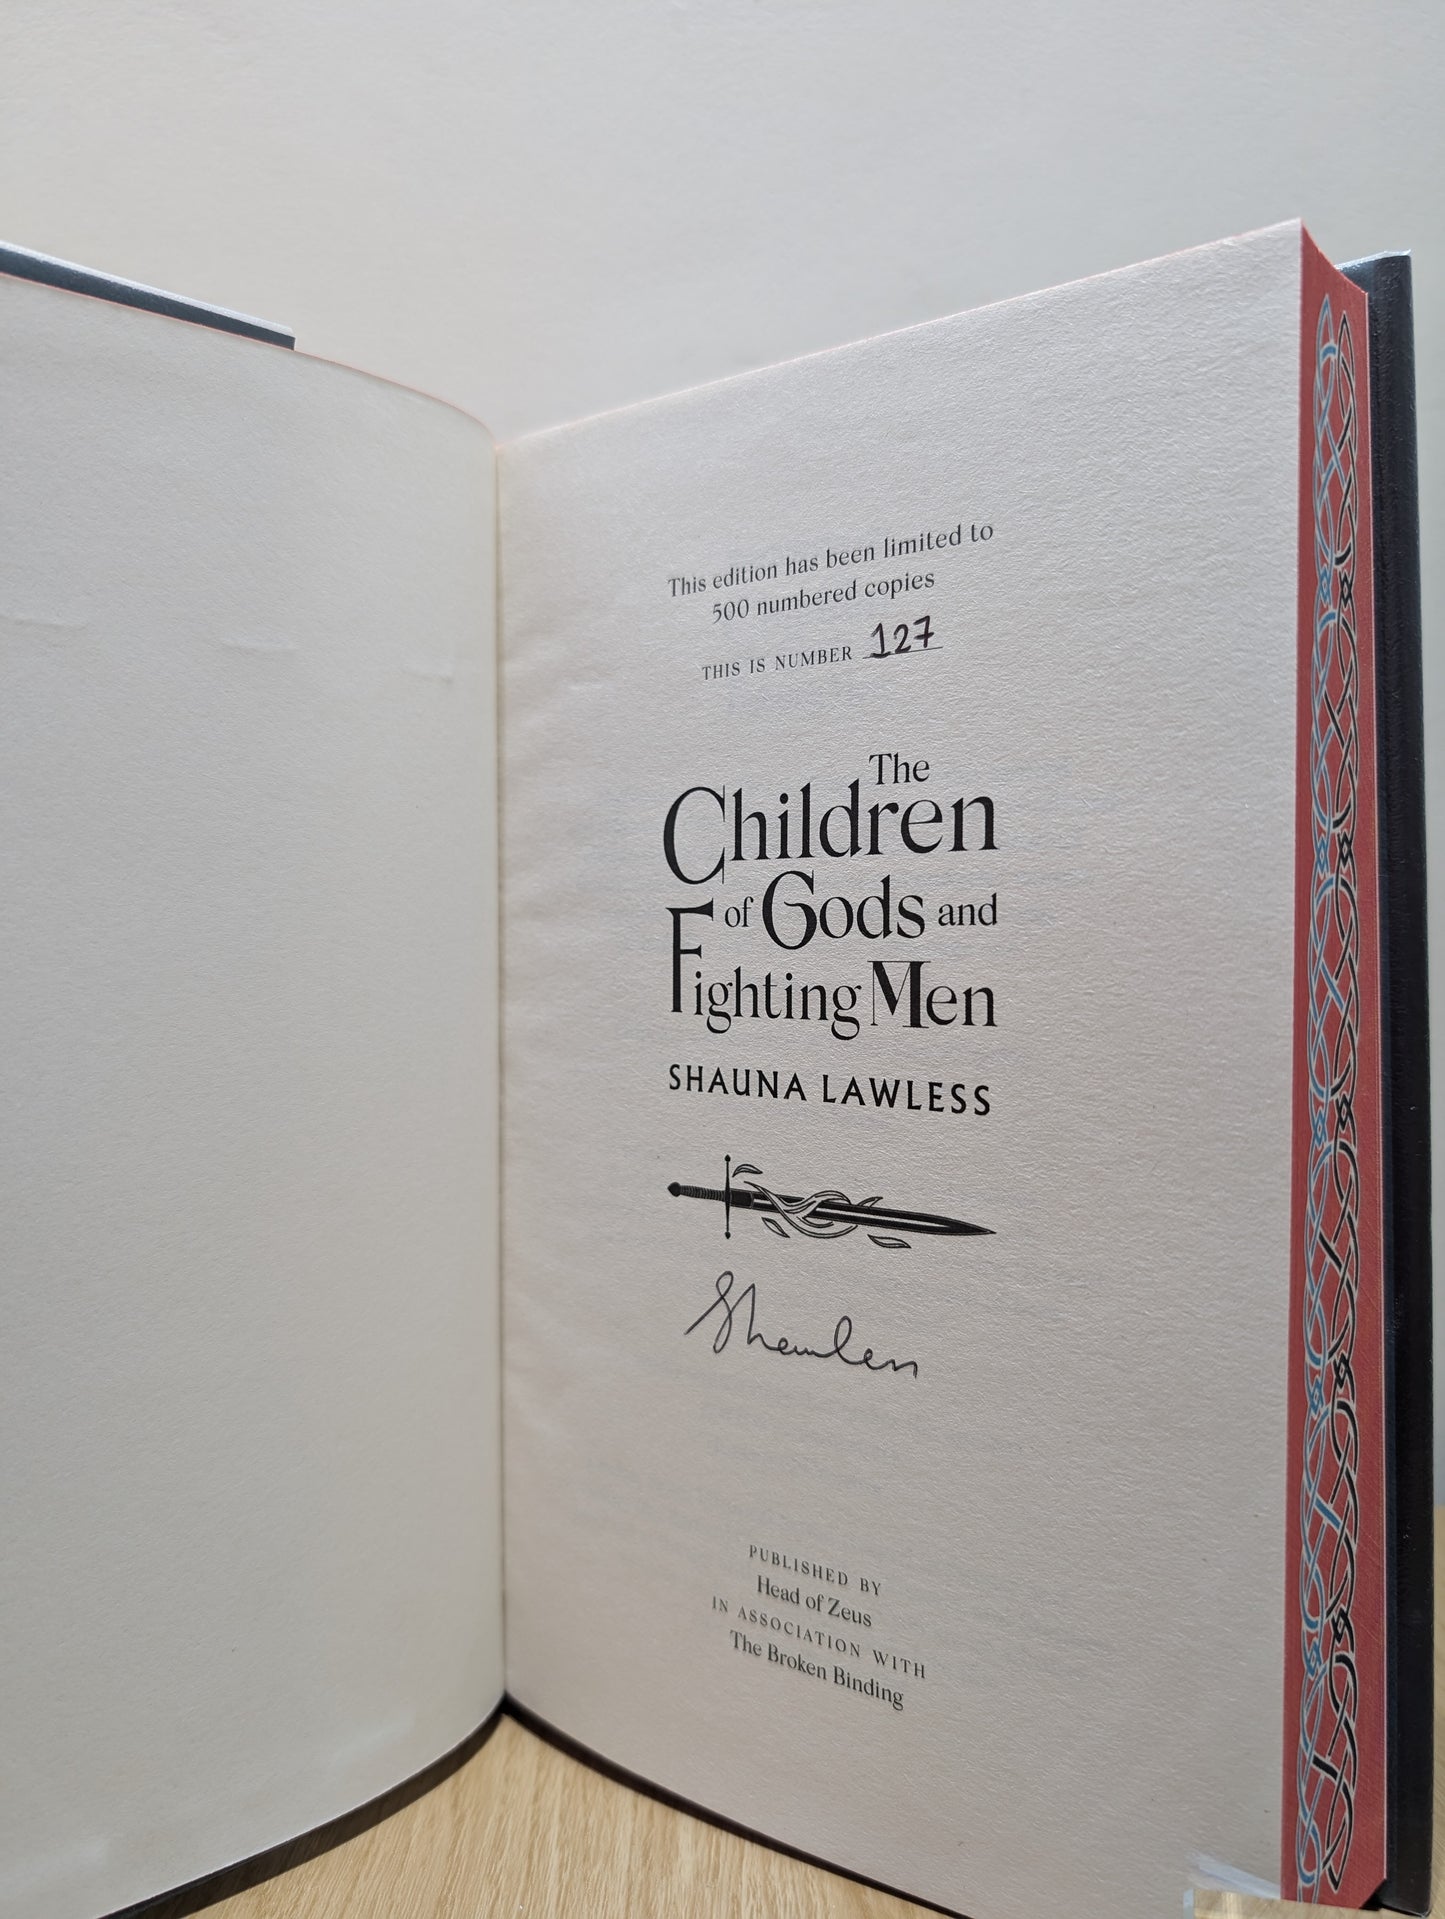 This edition has been limited to
500 numbered copies
THIS IS NUMBER 127
The
Children
of Gods and
Fighting Men
SHAUNA LAWLESS
PUBLISHED BY
Head of Zeus
IN ASSOCIATION WITH
The Broken Binding